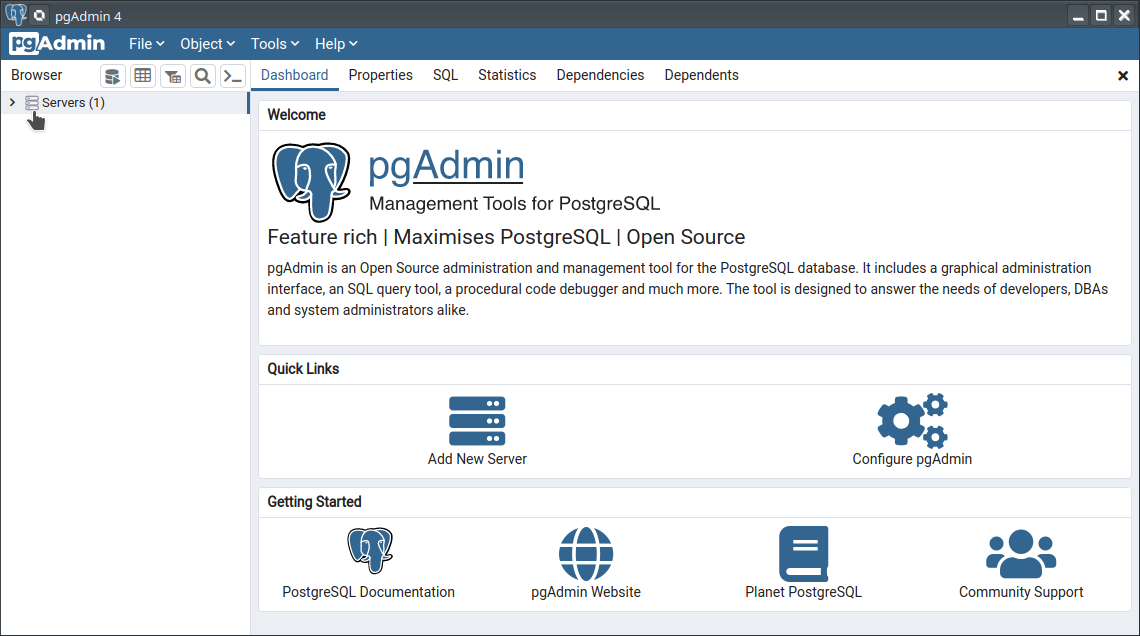 pgAdmin 4
pgAdmin File Object Tools Help
Browser
Dashboard Properties SQL Statistics Dependencies Dependents
Servers (1)
Welcome
pgAdmin
Management Tools for PostgreSQL
Feature rich | Maximises PostgreSQL | Open Source
pgAdmin is an Open Source administration and management tool for the PostgreSQL database. It includes a graphical administration
interface, an SQL query tool, a procedural code debugger and much more. The tool is designed to answer the needs of developers, DBAs
and system administrators alike.
Quick Links
Add New Server
Configure pgAdmin
Getting Started
PostgreSQL Documentation
pgAdmin Website
Planet PostgreSQL
Community Support